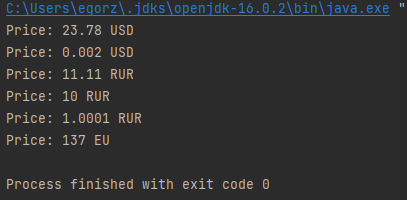 C:\Users\egorz\.jdks\openjdk-16.0.2\bin\java.exe "
Price: 23.78 USD
Price: 0.002 USD
Price: 11.11 RUR
Price: 10 RUR
Price: 1.0001 RUR
Price: 137 EU
Process finished with exit code 0